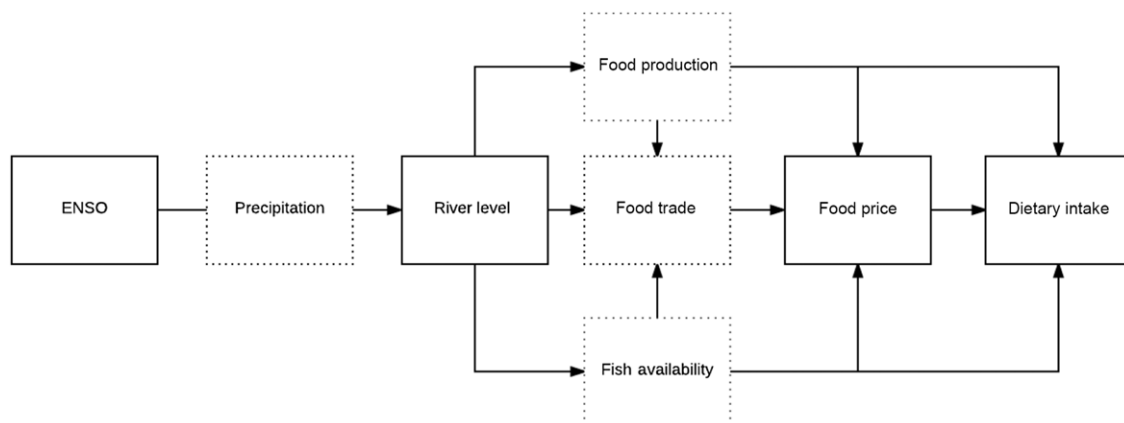 Food production
ENSO
Precipitation
River level
Food trade
Food price
Dietary intake
Fish availability